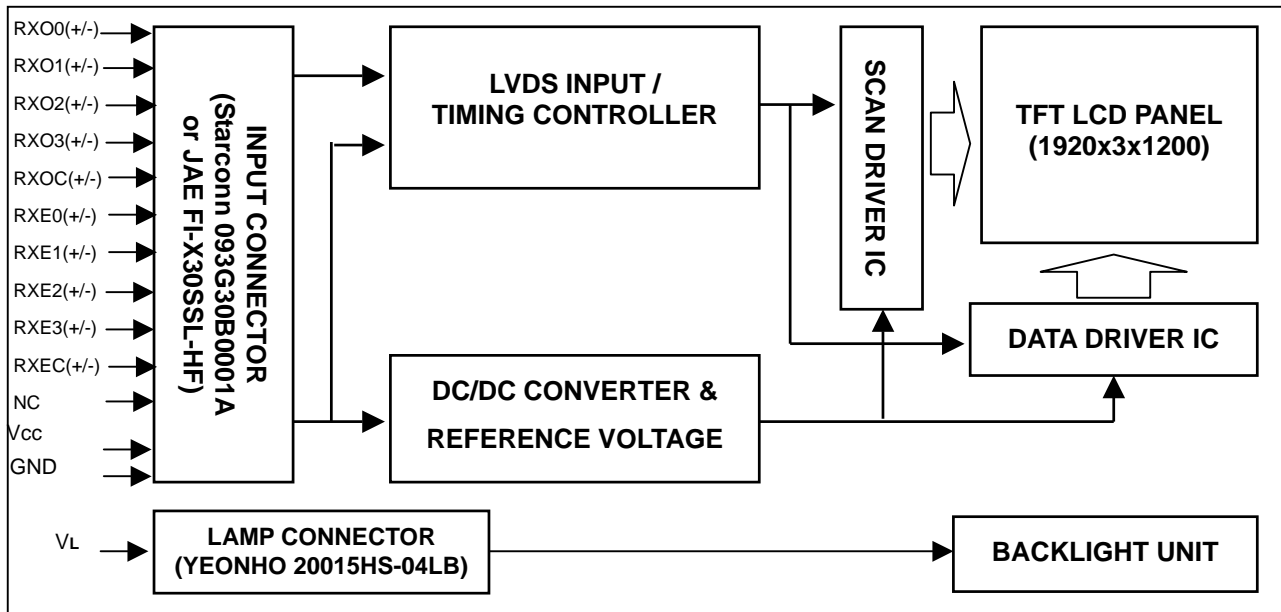 RXO0(+/-)
RXO1(+/-)
RXO2(+/-)
RXO3(+/-)
RXOC(+/-)
RXE0(+/-)
RXE1(+/-)
RXE2(+/-)
RXE3(+/-)
RXEC(+/-)
NC
Vcc
GND
VL
INPUT CONNECTOR
(Starconn 093G30B0001A
or JAE FI-X30SSL-HF)
LVDS INPUT /
TIMING CONTROLLER
SCAN DRIVER IC
TFT LCD PANEL
(1920x3x1200)
DATA DRIVER IC
DC/DC CONVERTER &
REFERENCE VOLTAGE
LAMP CONNECTOR
(YEONHO 20015HS-04LB)
BACKLIGHT UNIT